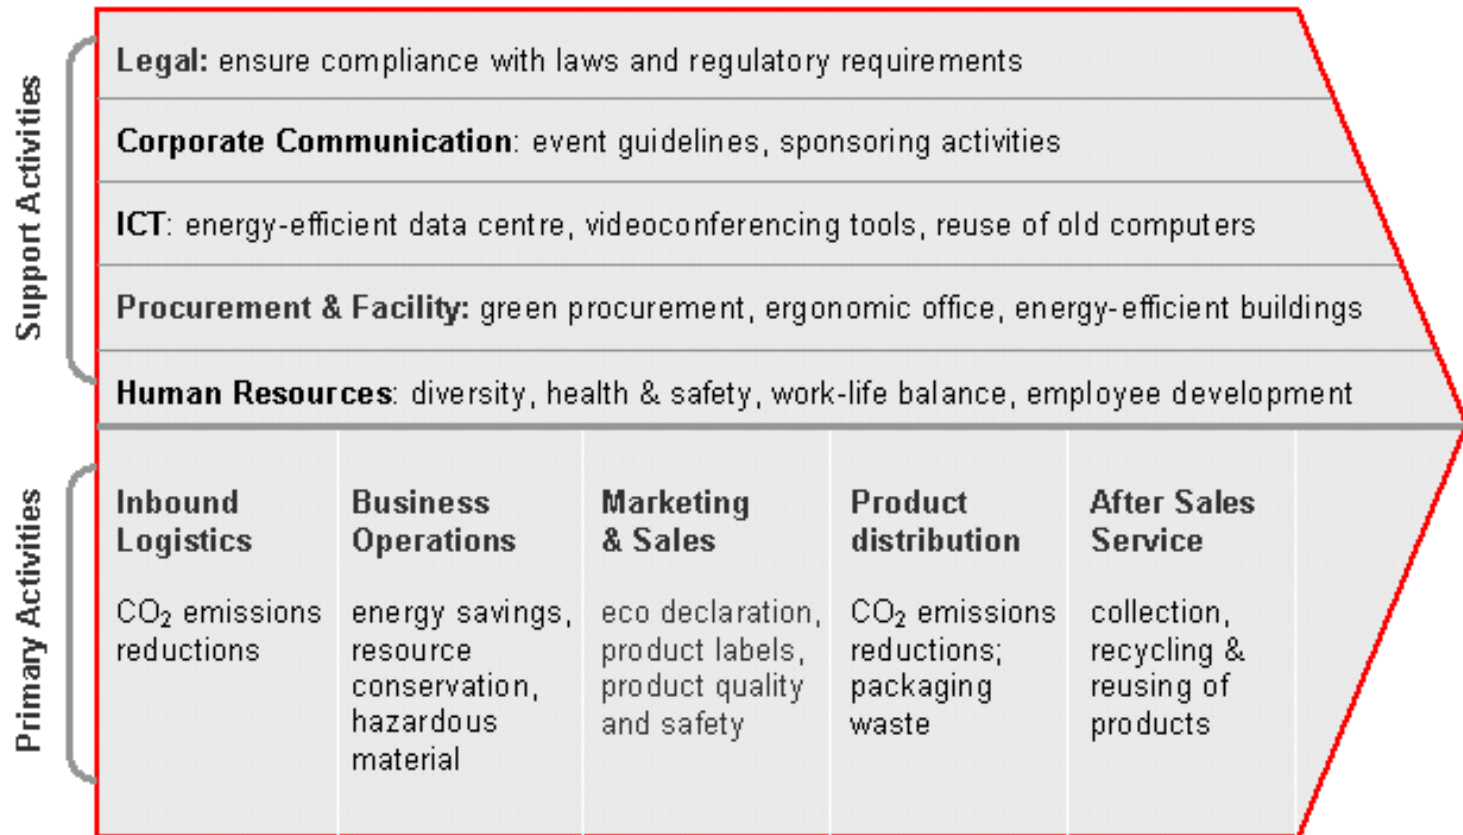 Support Activities
Legal: ensure compliance with laws and regulatory requirements
Corporate Communication: event guidelines, sponsoring activities
ICT: energy-efficient data centre, videoconferencing tools, reuse of old computers
Procurement & Facility: green procurement, ergonomic office, energy-efficient buildings
Human Resources: diversity, health & safety, work-life balance, employee development
Primary Activities
Inbound
Logistics
CO₂ emissions
reductions
Business
Operations
energy savings,
resource
conservation,
hazardous
material
Marketing
& Sales
eco declaration,
product labels,
product quality
and safety
Product
distribution
CO₂ emissions
reductions;
packaging
waste
After Sales
Service
collection,
recycling &
reusing of
products